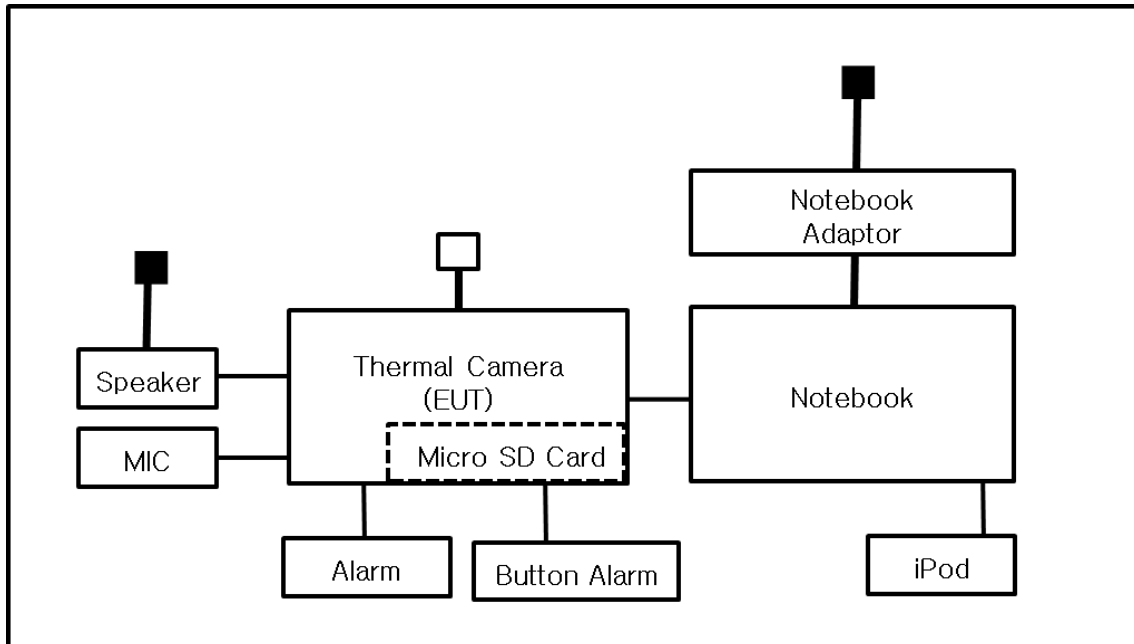 Notebook
Adaptor
Speaker
Thermal Camera
(EUT)
Notebook
MIC
Micro SD Card
Alarm
Button Alarm
iPod